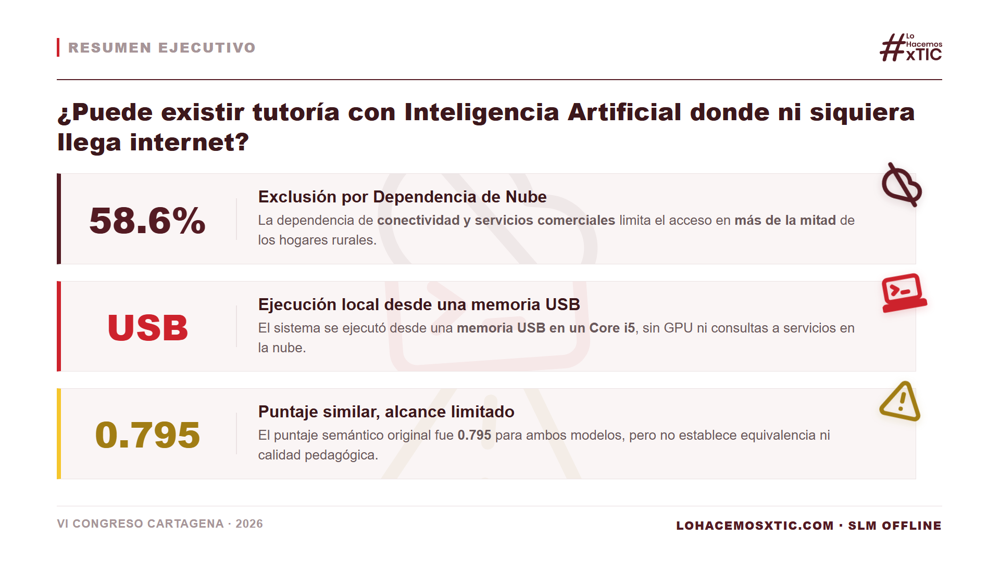 RESUMEN EJECUTIVO
#Lo
Hacemos
xTIC
¿Puede existir tutoría con Inteligencia Artificial donde ni siquiera
llega internet?
58.6%
Exclusión por Dependencia de Nube
La dependencia de conectividad y servicios comerciales limita el acceso en más de la mitad de
los hogares rurales.
USB
Ejecución local desde una memoria USB
El sistema se ejecutó desde una memoria USB en un Core i5, sin GPU ni consultas a servicios en
la nube.
0.795
Puntaje similar, alcance limitado
El puntaje semántico original fue 0.795 para ambos modelos, pero no establece equivalencia ni
calidad pedagógica.
VI CONGRESO CARTAGENA · 2026
LOHACEMOSXTIC.COM · SLM OFFLINE